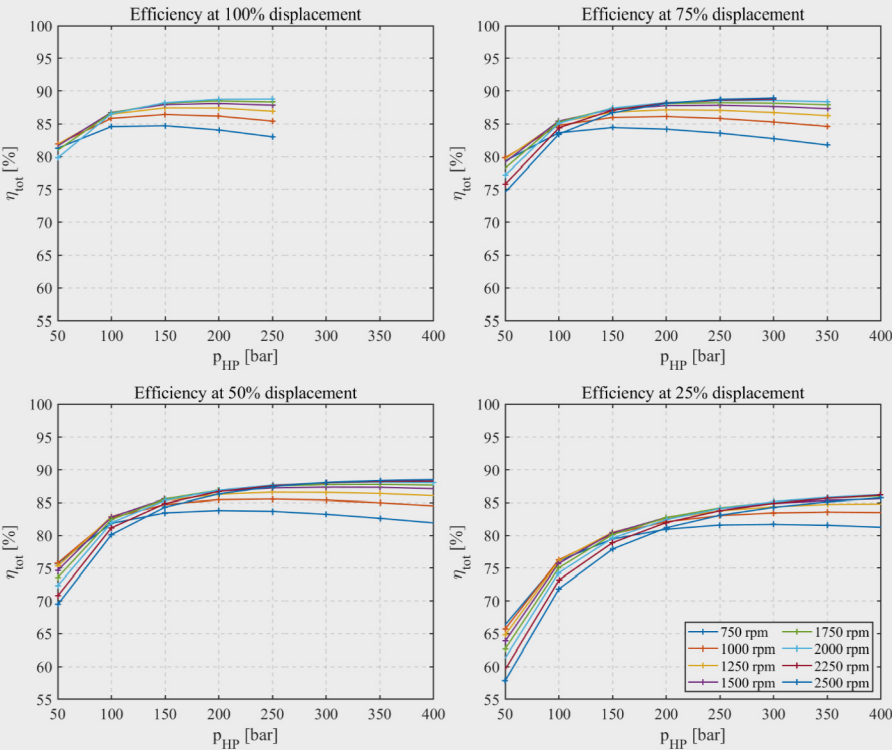 Efficiency at 100% displacement
100
95
90
85
80
75
70
65
60
55
η_tot [%]
50 100 150 200 250 300 350 400
p_HP [bar]
Efficiency at 75% displacement
100
95
90
85
80
75
70
65
60
55
η_tot [%]
50 100 150 200 250 300 350 400
p_HP [bar]
Efficiency at 50% displacement
100
95
90
85
80
75
70
65
60
55
η_tot [%]
50 100 150 200 250 300 350 400
p_HP [bar]
Efficiency at 25% displacement
100
95
90
85
80
75
70
65
60
55
η_tot [%]
750 rpm 1750 rpm
1000 rpm 2000 rpm
1250 rpm 2250 rpm
1500 rpm 2500 rpm
50 100 150 200 250 300 350 400
p_HP [bar]